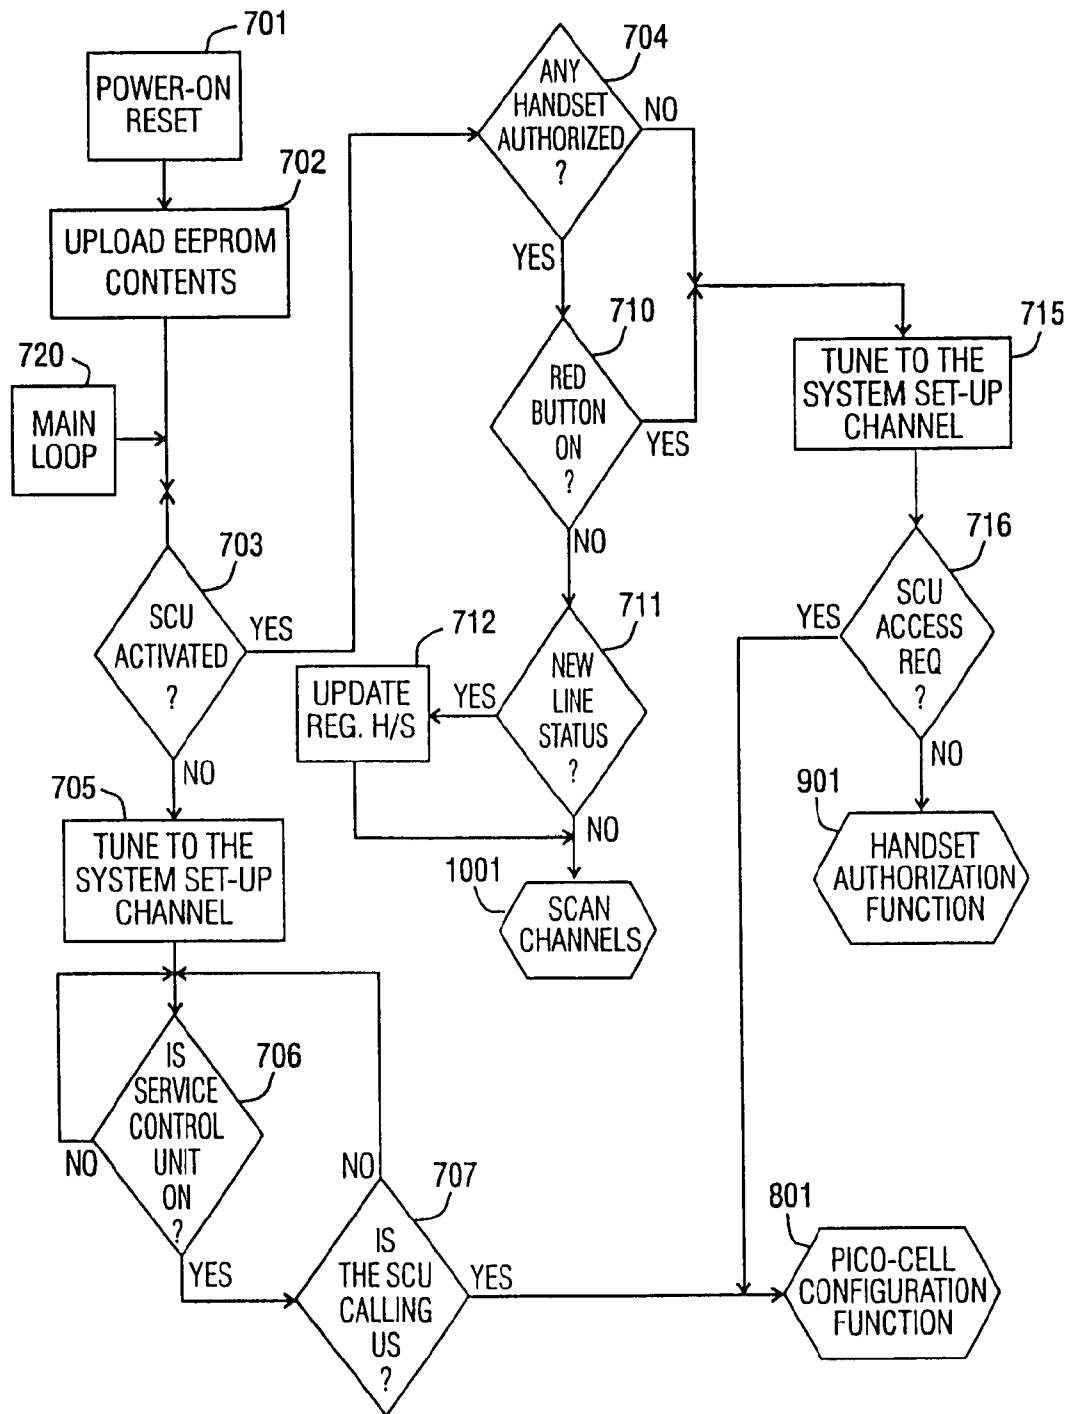 701
POWER-ON
RESET
702
UPLOAD EEPROM
CONTENTS
720
MAIN
LOOP
703
SCU
ACTIVATED
?
YES
NO
705
TUNE TO THE
SYSTEM SET-UP
CHANNEL
706
IS
SERVICE
CONTROL
UNIT
ON
?
NO
YES
707
IS
THE SCU
CALLING
US
?
NO
YES
704
ANY
HANDSET
AUTHORIZED
?
NO
YES
710
RED
BUTTON
ON
?
YES
NO
711
NEW
LINE
STATUS
?
YES
NO
712
UPDATE
REG. H/S
1001
SCAN
CHANNELS
715
TUNE TO THE
SYSTEM SET-UP
CHANNEL
716
SCU
ACCESS
REQ
?
YES
NO
901
HANDSET
AUTHORIZATION
FUNCTION
801
PICO-CELL
CONFIGURATION
FUNCTION